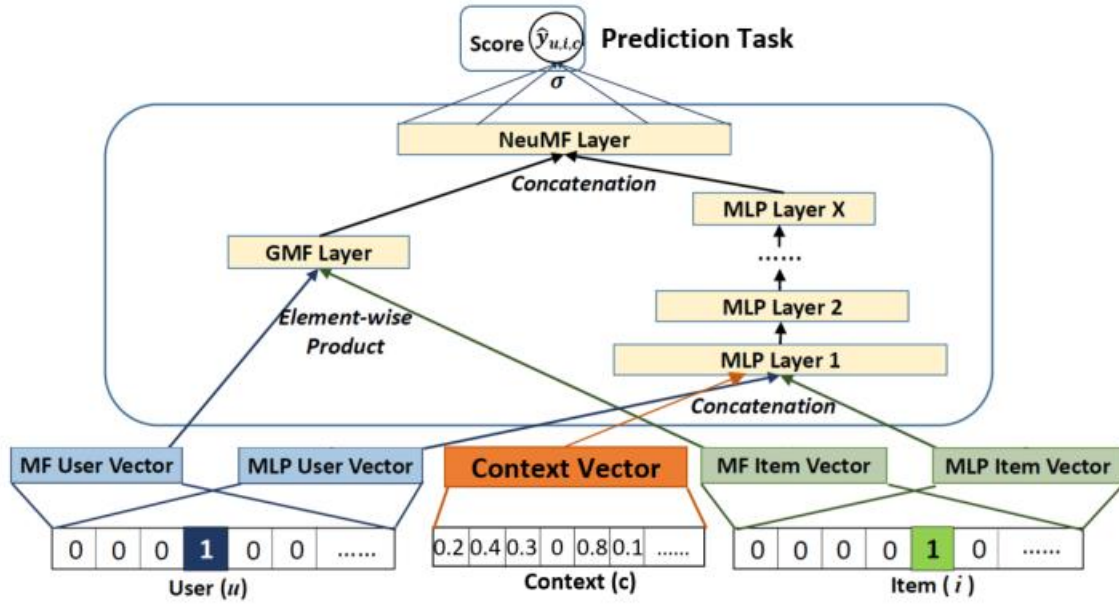 Score ŷu,i,c Prediction Task
σ
NeuMF Layer
Concatenation
MLP Layer X
GMF Layer
......
Element-wise
Product
MLP Layer 2
MLP Layer 1
Concatenation
MF User Vector MLP User Vector Context Vector MF Item Vector MLP Item Vector
0 0 0 1 0 0 ...... 0.2 0.4 0.3 0 0.8 0.1 ...... 0 0 0 0 1 0 ......
User (u) Context (c) Item ( i )